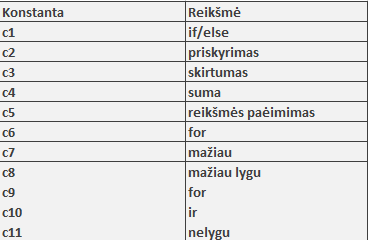 Konstanta Reikšmė
c1 if/else
c2 priskyrimas
c3 skirtumas
c4 suma
c5 reikšmės paėimimas
c6 for
c7 mažiau
c8 mažiau lygu
c9 for
c10 ir
c11 nelygu